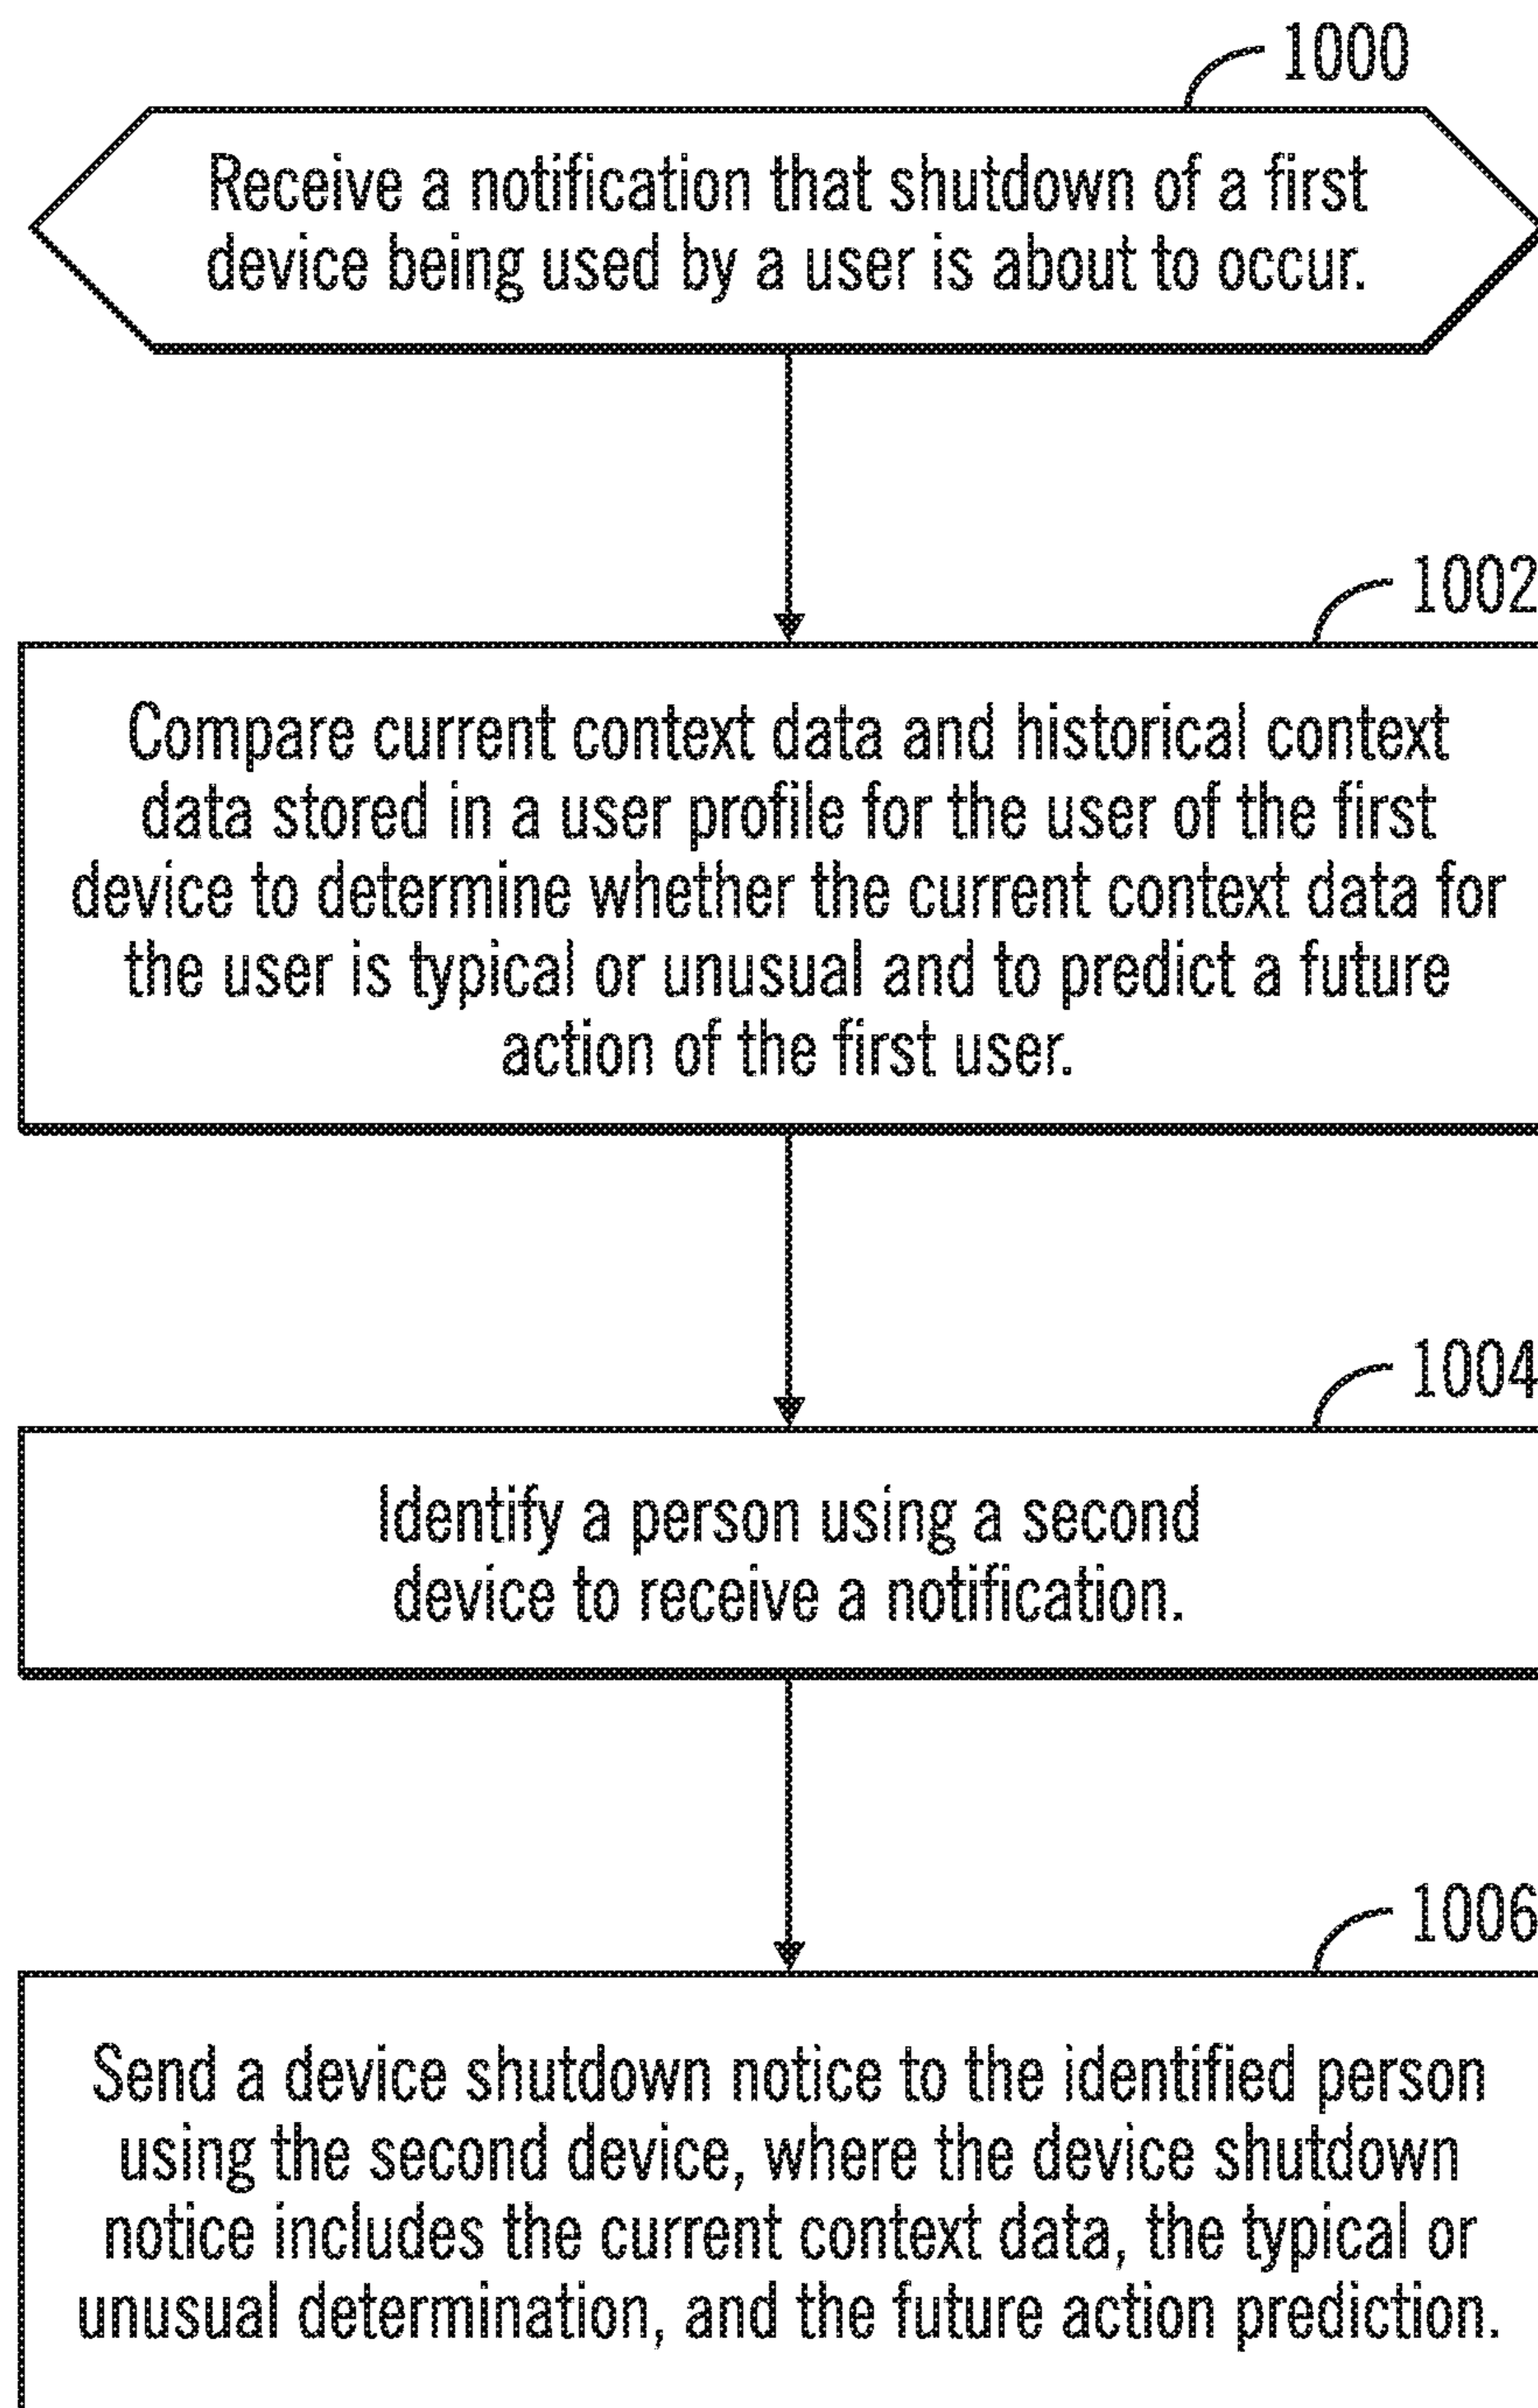 1000
Receive a notification that shutdown of a first
device being used by a user is about to occur.
1002
Compare current context data and historical context
data stored in a user profile for the user of the first
device to determine whether the current context data for
the user is typical or unusual and to predict a future
action of the first user.
1004
Identify a person using a second
device to receive a notification.
1006
Send a device shutdown notice to the identified person
using the second device, where the device shutdown
notice includes the current context data, the typical or
unusual determination, and the future action prediction.